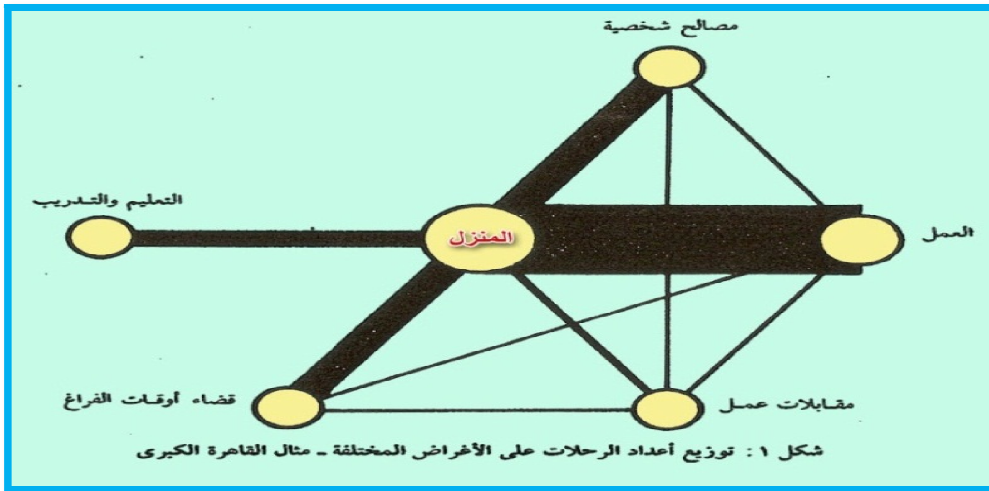 مصالح شخصية
التعليم والتدريب
المنزل
العمل
قضاء أوقات الفراغ
مقابلات عمل
شكل ١: توزيع أعداد الرحلات على الأغراض المختلفة - مثال القاهرة الكبرى